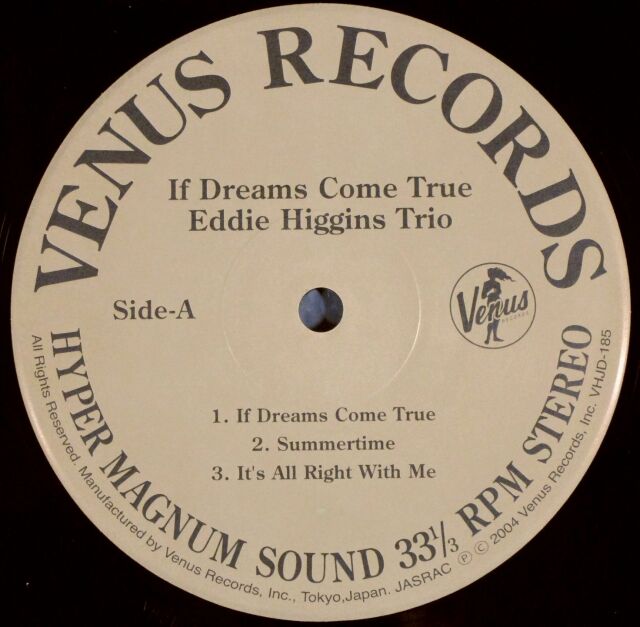 VENUS RECORDS
If Dreams Come True
Eddie Higgins Trio
Side-A
Venus
RECORDS
1. If Dreams Come True
2. Summertime
3. It's All Right With Me
HYPER MAGNUM SOUND 33⅓ RPM STEREO
All Rights Reserved. Manufactured by Venus Records, Inc., Tokyo,Japan. JASRAC ℗ © 2004 Venus Records, Inc. VHJD-185